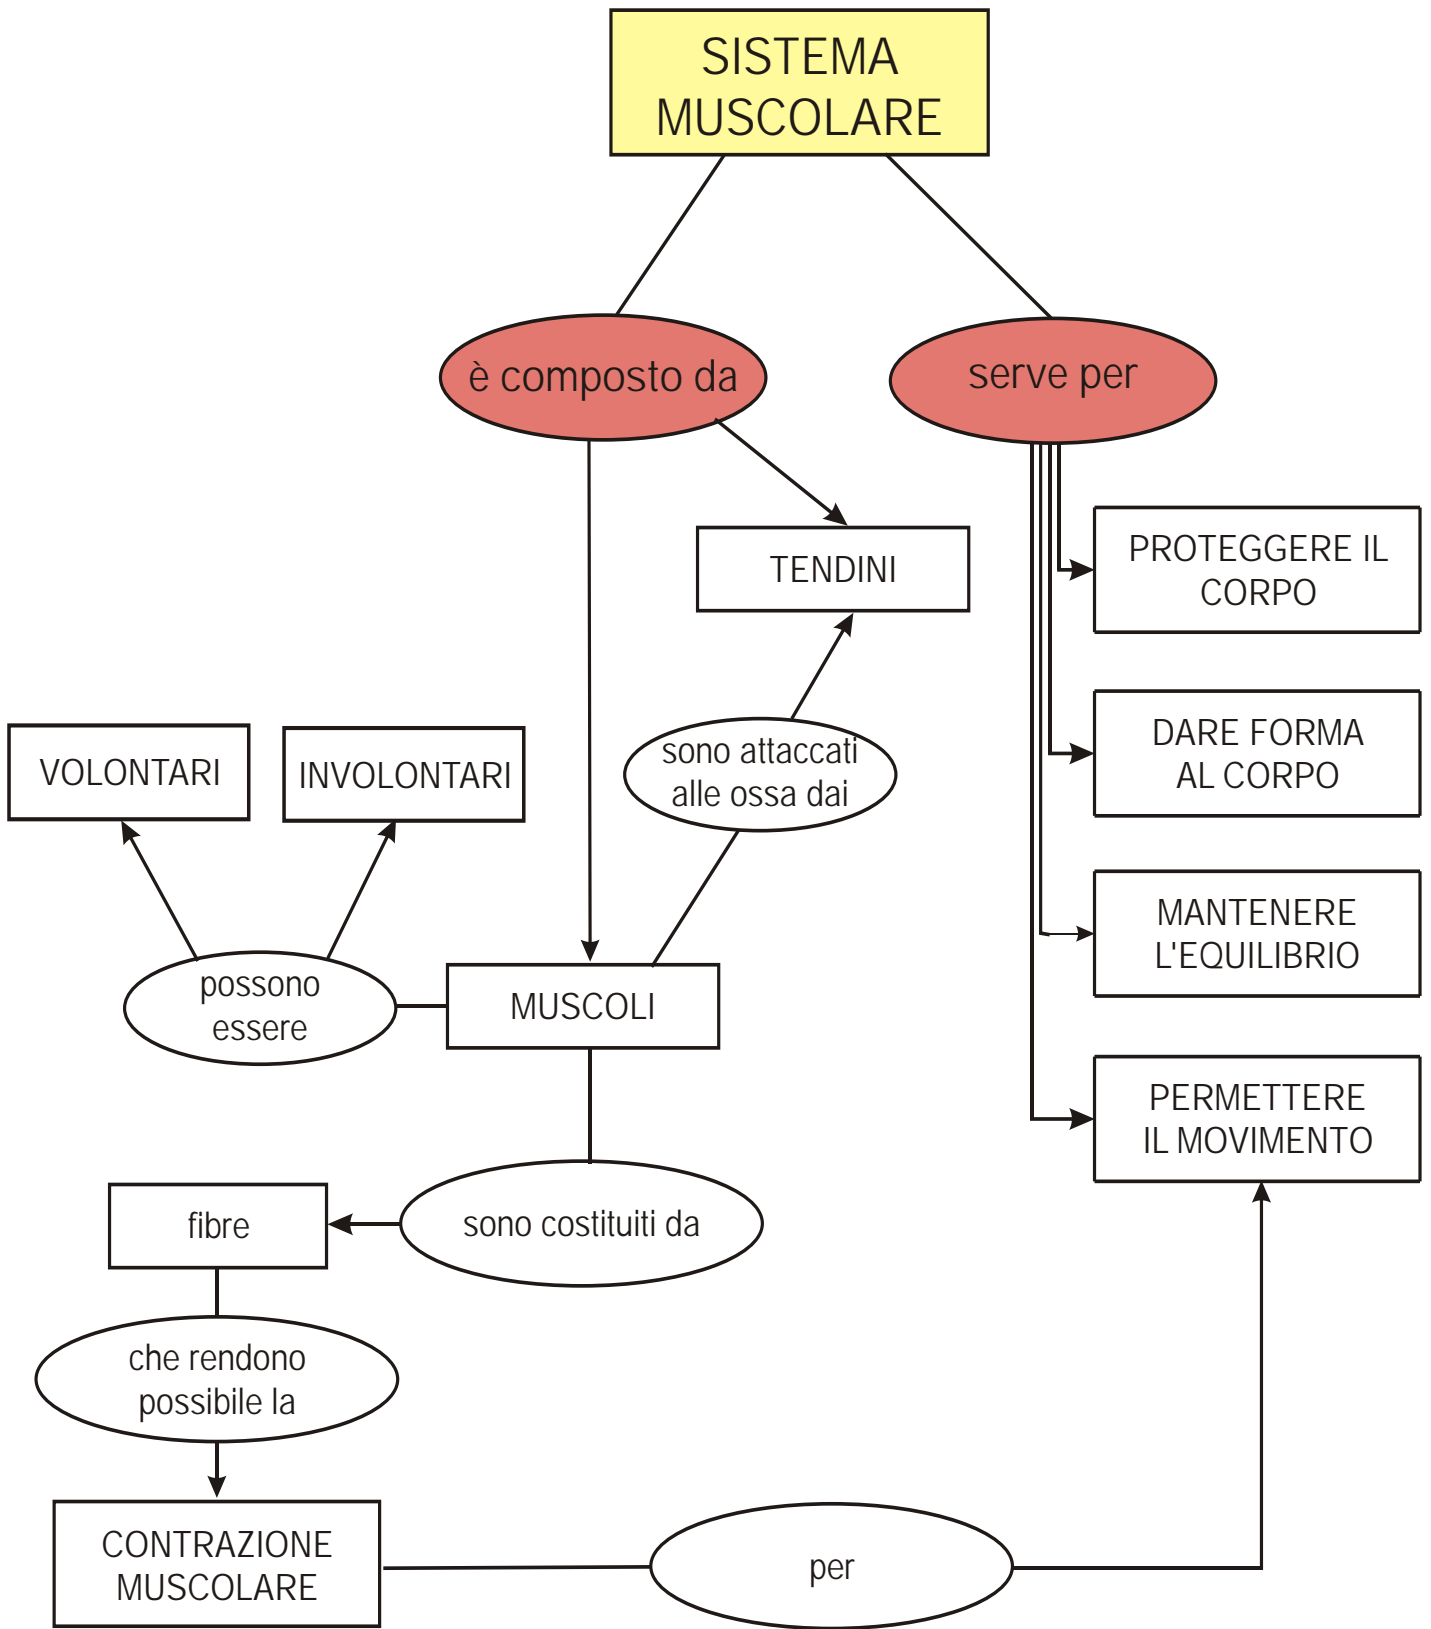 SISTEMA
MUSCOLARE
è composto da
serve per
TENDINI
PROTEGGERE IL
CORPO
sono attaccati
alle ossa dai
DARE FORMA
AL CORPO
VOLONTARI
INVOLONTARI
MANTENERE
L'EQUILIBRIO
possono
essere
MUSCOLI
PERMETTERE
IL MOVIMENTO
fibre
sono costituiti da
che rendono
possibile la
CONTRAZIONE
MUSCOLARE
per